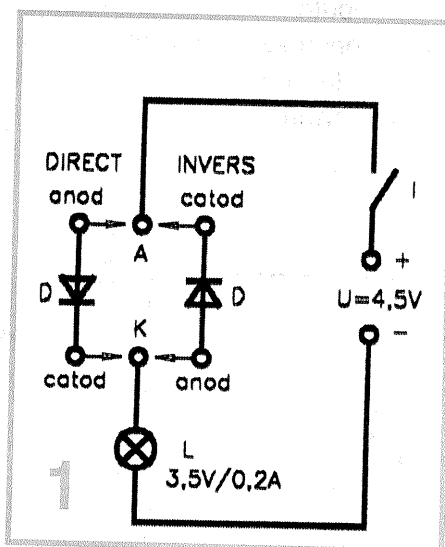 DIRECT INVERS
anod catod
A
I
+
D D
U=4,5V
K
−
catod anod
L
3,5V/0,2A
1